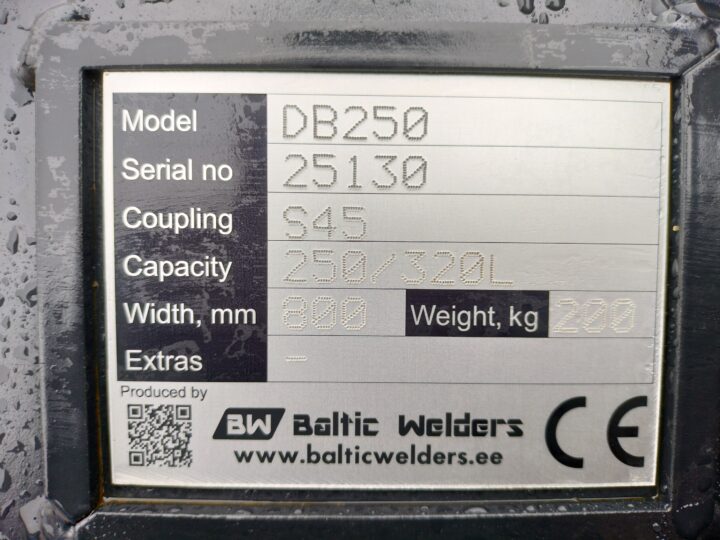 Model DB250
Serial no 25130
Coupling S45
Capacity 250/320L
Width, mm 800 Weight, kg 200
Extras -
Produced by
BW Baltic Welders
www.balticwelders.ee
CE